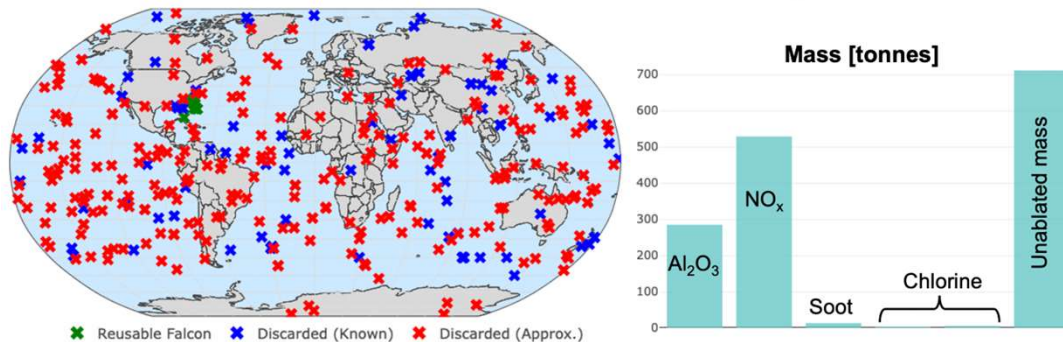 Reusable Falcon
Discarded (Known)
Discarded (Approx.)
Mass [tonnes]
700
600
500
400
300
200
100
0
Al₂O₃
NOₓ
Soot
Chlorine
Unablated mass